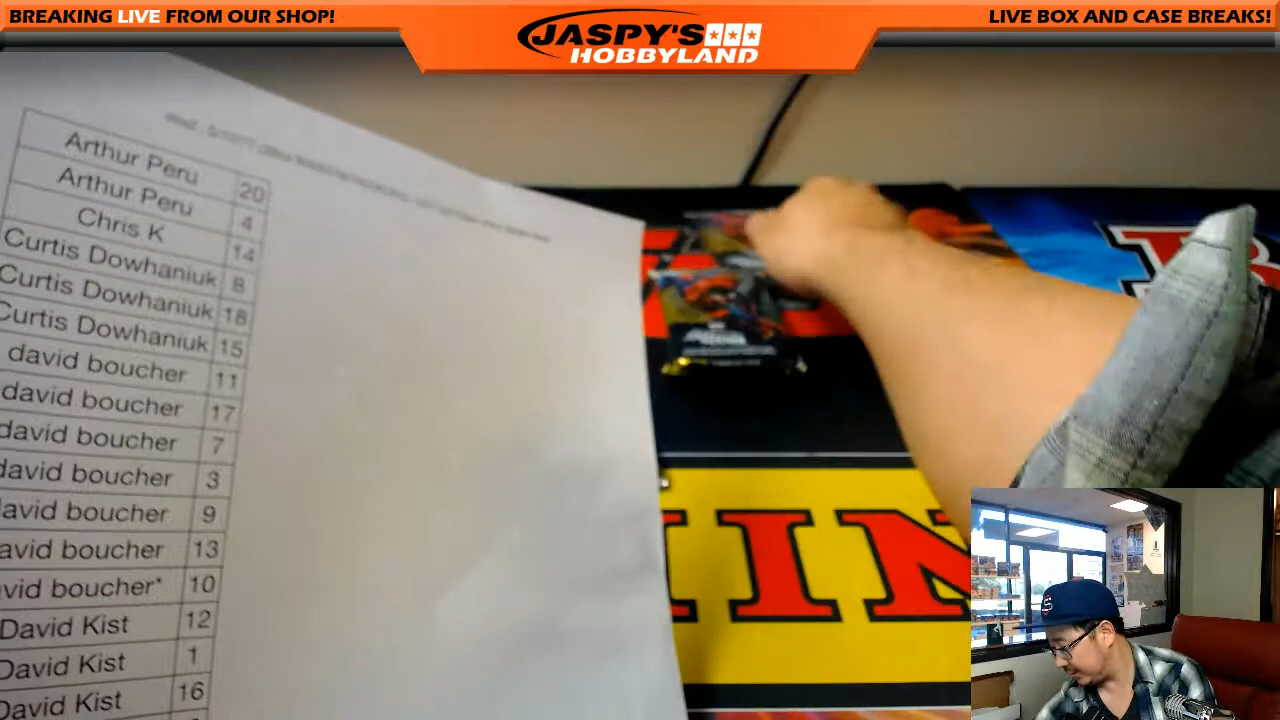 BREAKING LIVE FROM OUR SHOP!
JASPY'S
HOBBYLAND
LIVE BOX AND CASE BREAKS!
Arthur Peru 20
Arthur Peru 4
Chris K 14
Curtis Dowhaniuk 8
Curtis Dowhaniuk 18
Curtis Dowhaniuk 15
david boucher 11
david boucher 17
david boucher 7
david boucher 3
david boucher 9
david boucher 13
vid boucher* 10
David Kist 12
David Kist 1
David Kist 16
IN